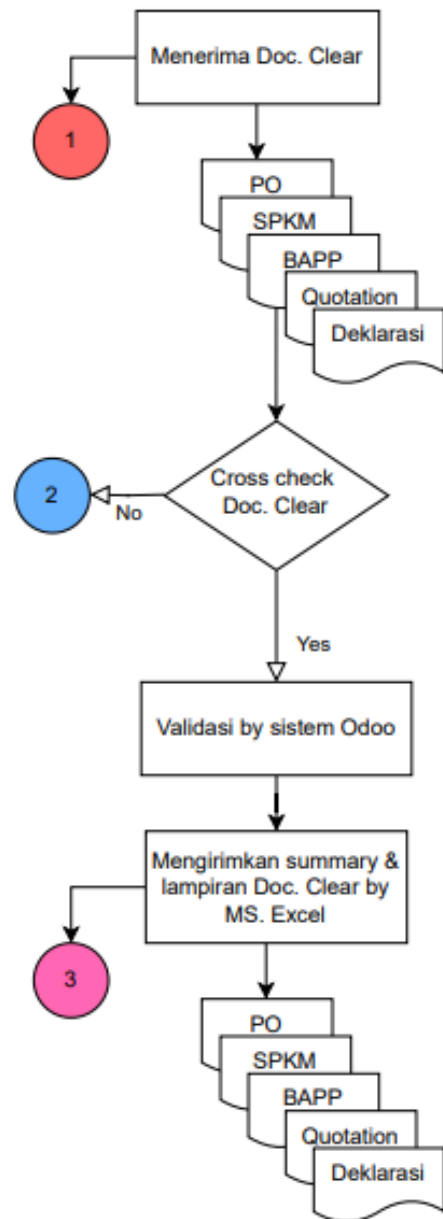 Menerima Doc. Clear
1
PO
SPKM
BAPP
Quotation
Deklarasi
Cross check
Doc. Clear
2
No
Yes
Validasi by sistem Odoo
Mengirimkan summary &
lampiran Doc. Clear by
MS. Excel
3
PO
SPKM
BAPP
Quotation
Deklarasi